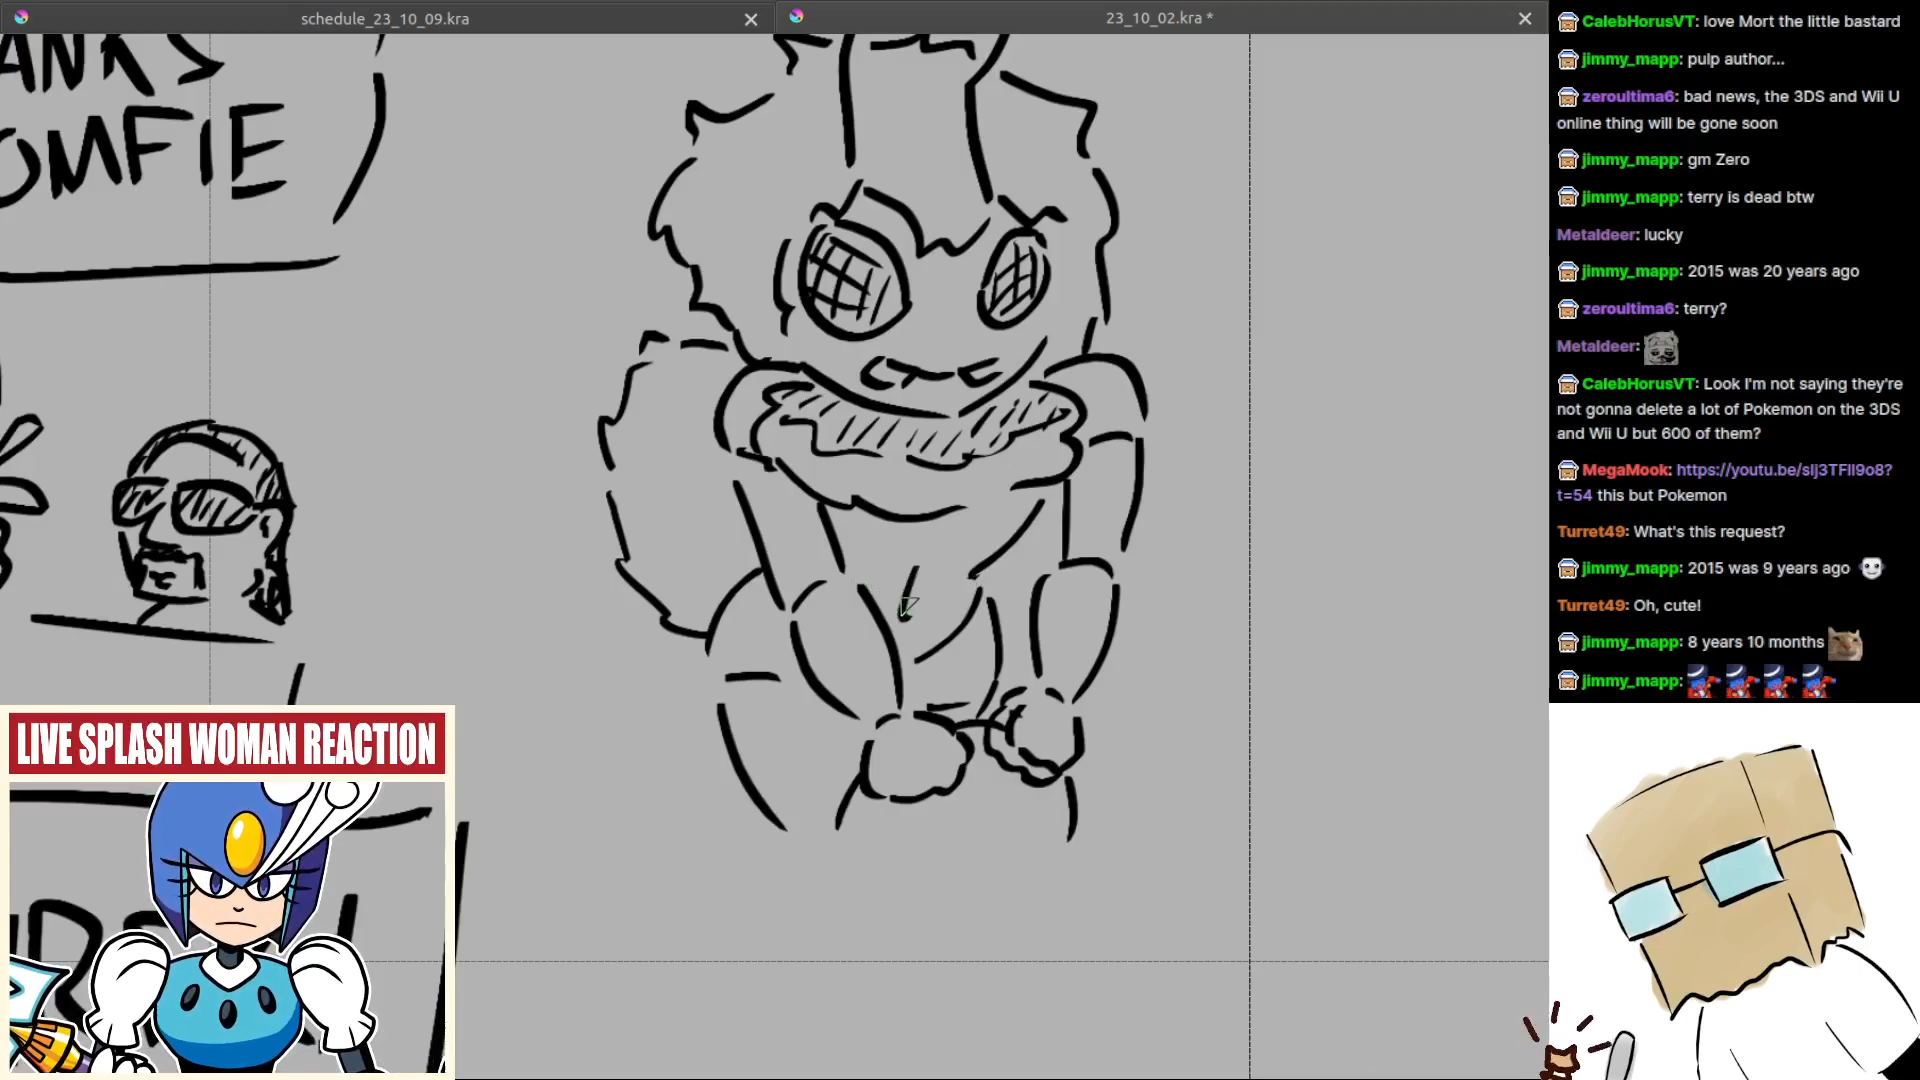 schedule_23_10_09.kra
23_10_02.kra *
ANKS
OMFIE
LIVE SPLASH WOMAN REACTION
CalebHorusVT: love Mort the little bastard
jimmy_mapp: pulp author...
zeroultima6: bad news, the 3DS and Wii U
online thing will be gone soon
jimmy_mapp: gm Zero
jimmy_mapp: terry is dead btw
Metaldeer: lucky
jimmy_mapp: 2015 was 20 years ago
zeroultima6: terry?
Metaldeer:
CalebHorusVT: Look I'm not saying they're
not gonna delete a lot of Pokemon on the 3DS
and Wii U but 600 of them?
MegaMook: https://youtu.be/slj3TFIl9o8?
t=54 this but Pokemon
Turret49: What's this request?
jimmy_mapp: 2015 was 9 years ago
Turret49: Oh, cute!
jimmy_mapp: 8 years 10 months
jimmy_mapp: